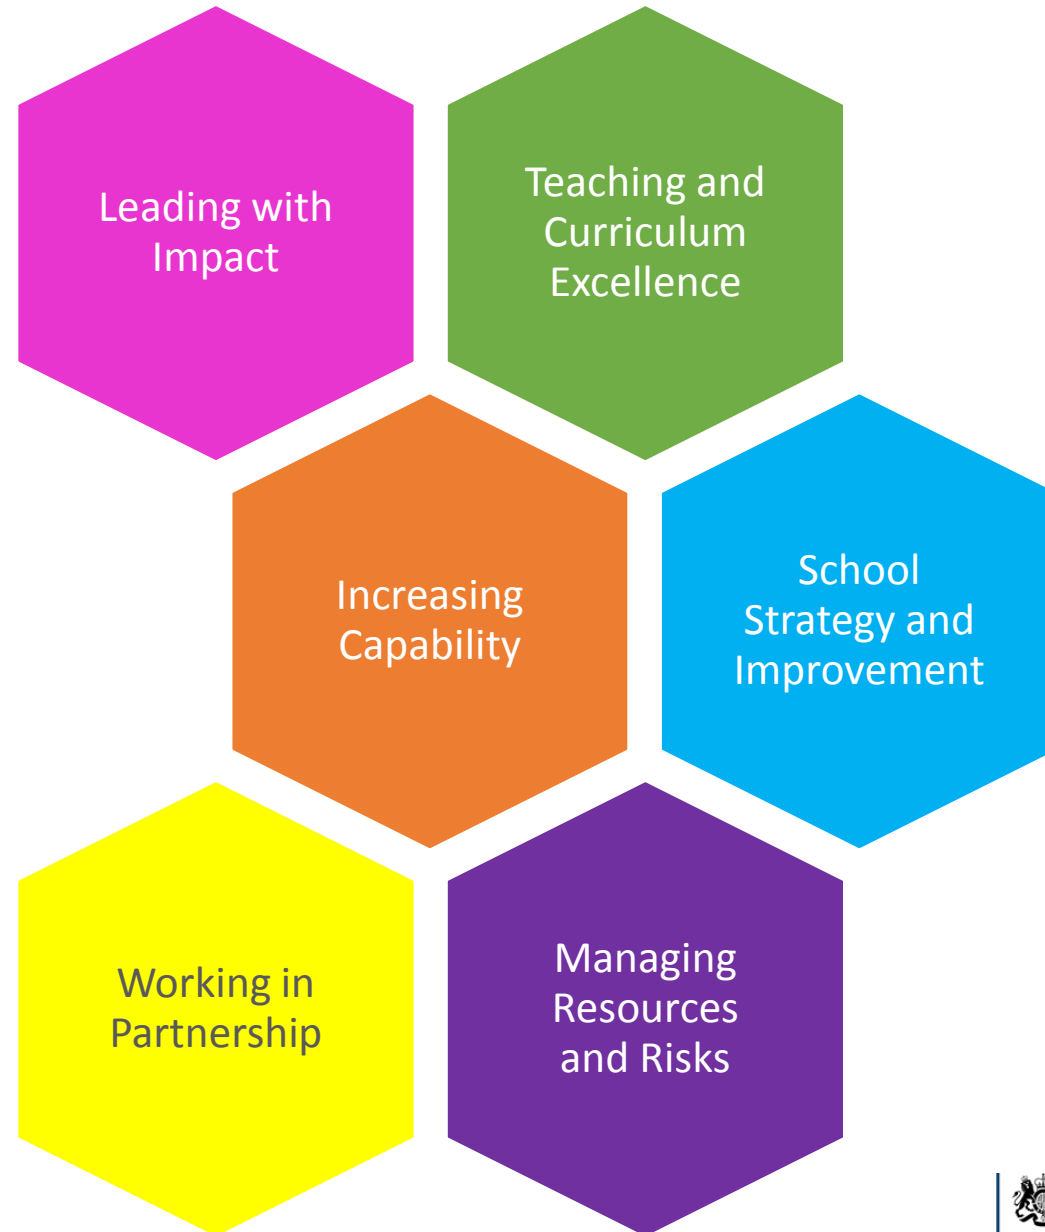 Leading with
Impact
Teaching and
Curriculum
Excellence
Increasing
Capability
School
Strategy and
Improvement
Working in
Partnership
Managing
Resources
and Risks